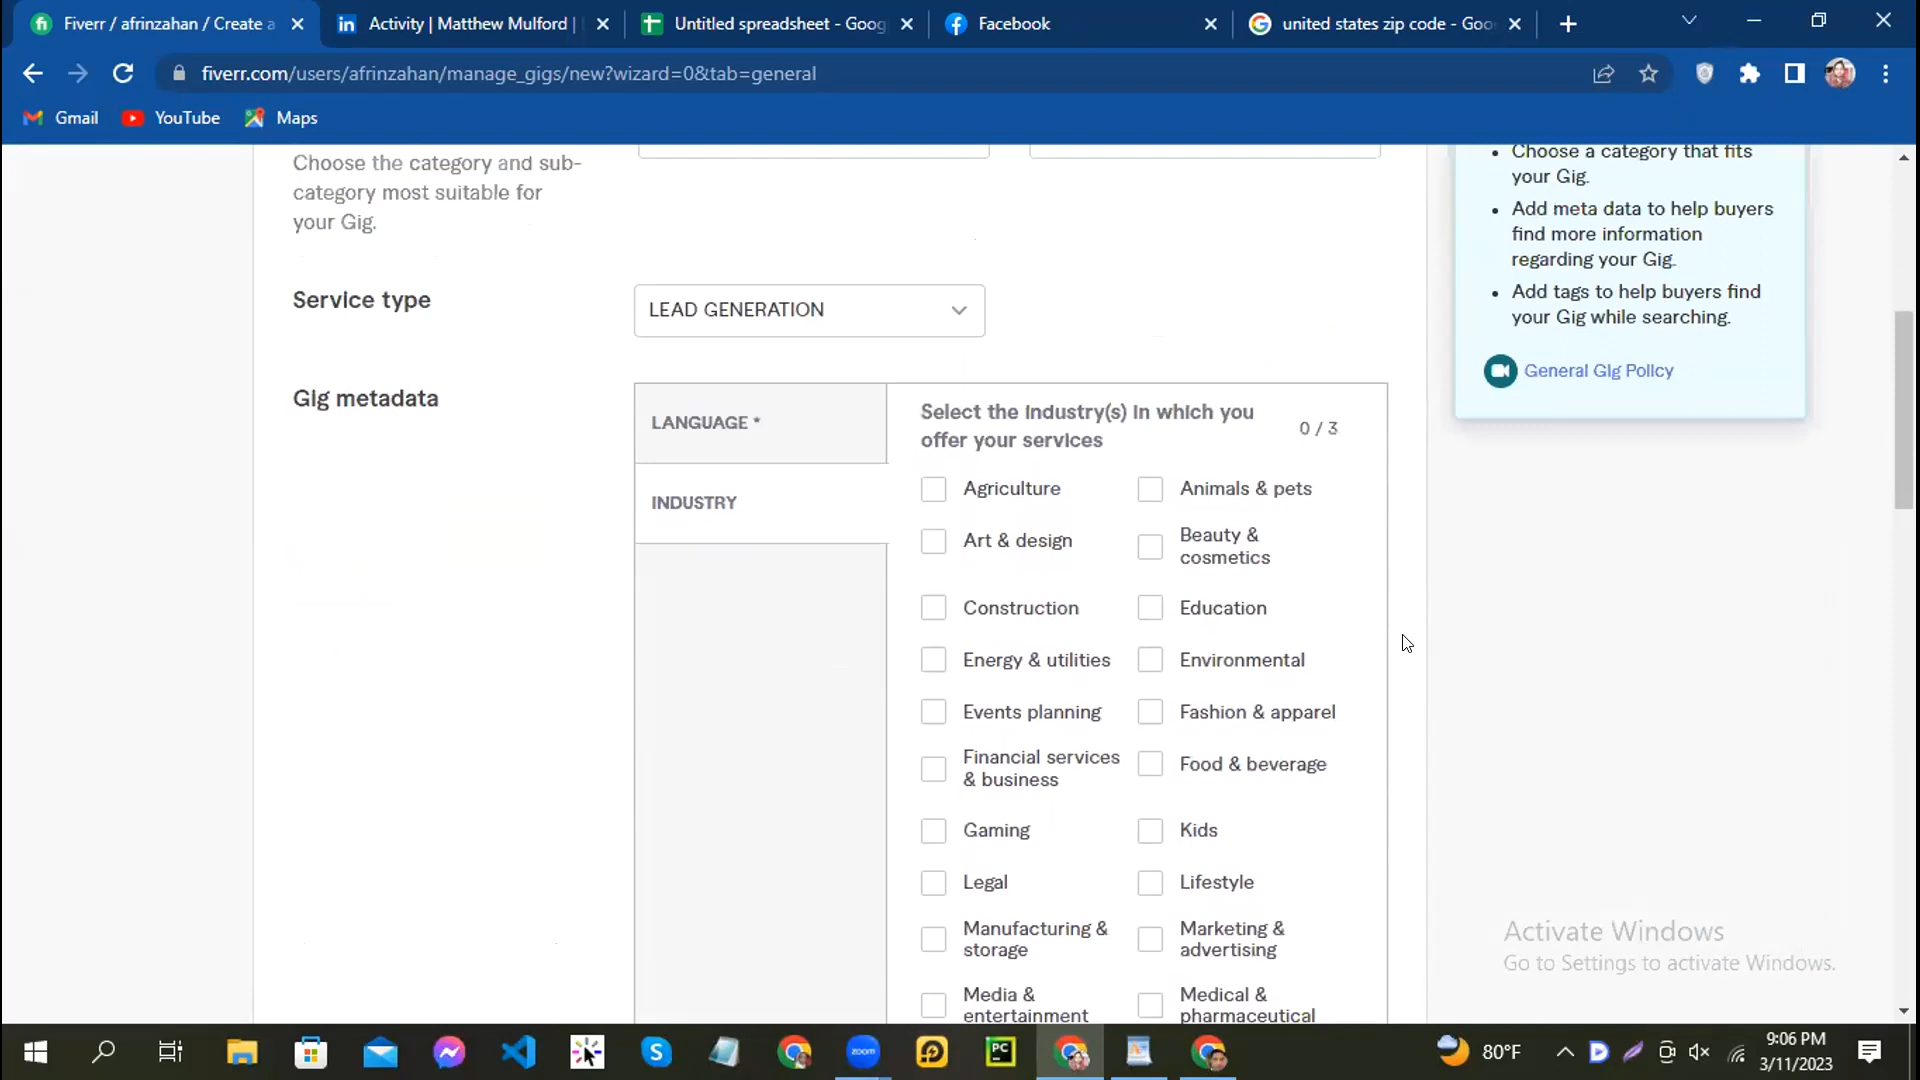 Fiverr / afrinzahan / Create a
Activity | Matthew Mulford |
Untitled spreadsheet - Goog
Facebook
united states zip code - Goo
fiverr.com/users/afrinzahan/manage_gigs/new?wizard=0&tab=general
Gmail
YouTube
Maps
Choose the category and sub-
category most suitable for
your Gig.
Service type
LEAD GENERATION
Gig metadata
LANGUAGE *
INDUSTRY
Select the industry(s) in which you
offer your services
0 / 3
Agriculture
Animals & pets
Art & design
Beauty &
cosmetics
Construction
Education
Energy & utilities
Environmental
Events planning
Fashion & apparel
Financial services
& business
Food & beverage
Gaming
Kids
Legal
Lifestyle
Manufacturing &
storage
Marketing &
advertising
Media &
entertainment
Medical &
pharmaceutical
• Choose a category that fits
your Gig.
• Add meta data to help buyers
find more information
regarding your Gig.
• Add tags to help buyers find
your Gig while searching.
General Gig Policy
Activate Windows
Go to Settings to activate Windows.
zoom
PC
80°F
9:06 PM
3/11/2023